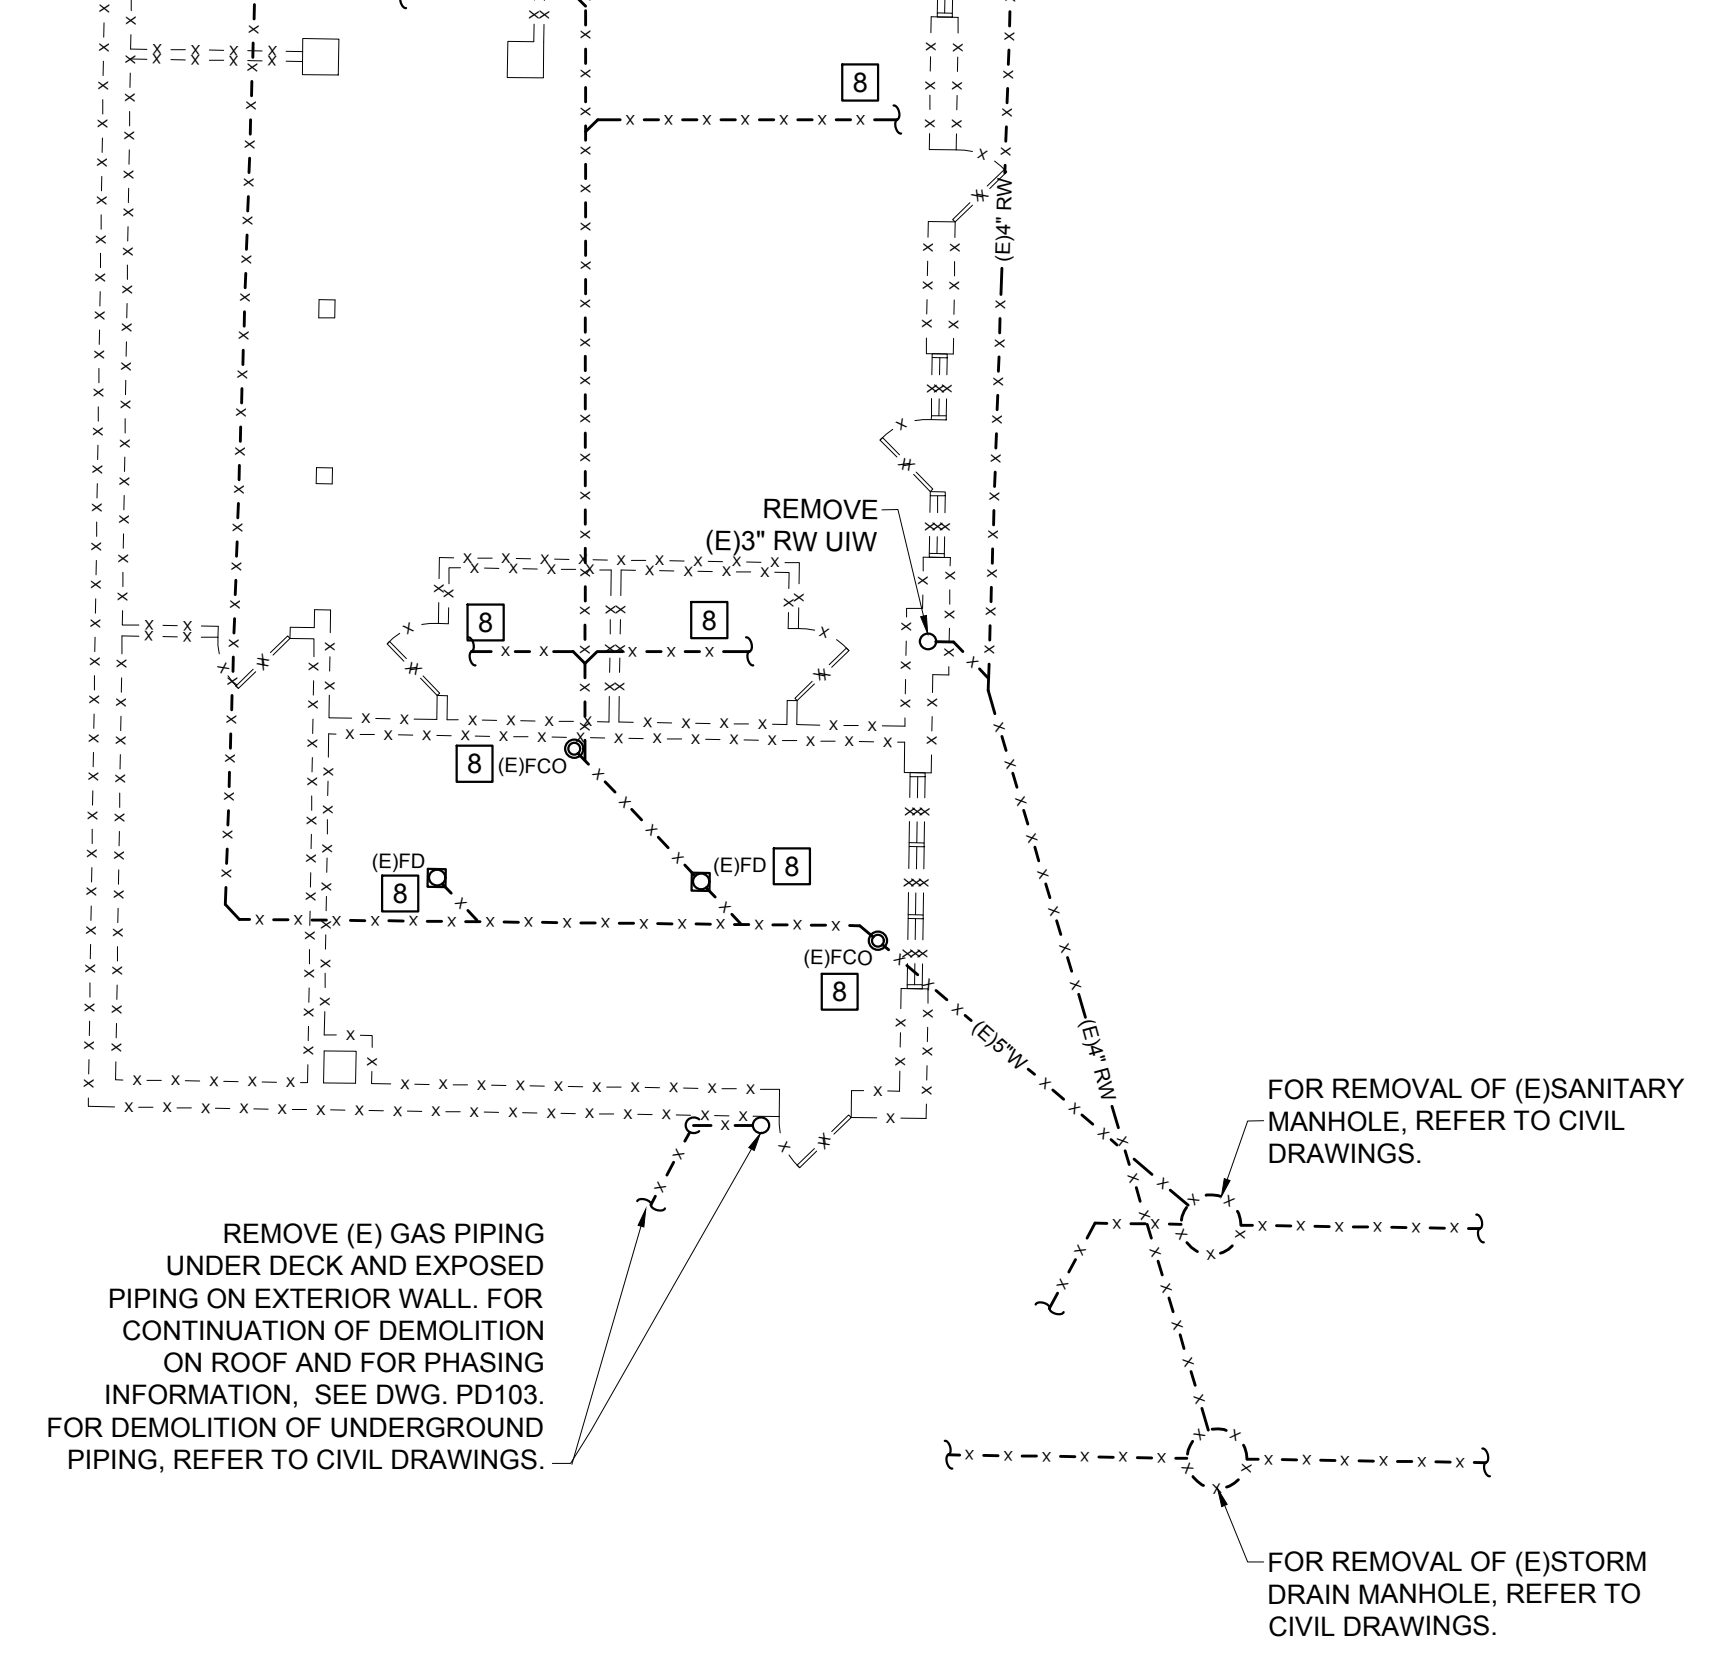 8
(E)4" RW
REMOVE
(E)3" RW UIW
8
8
8 (E)FCO
(E)FD
8
(E)FD 8
(E)FCO
8
(E)5"W
(E)4" RW
FOR REMOVAL OF (E)SANITARY
MANHOLE, REFER TO CIVIL
DRAWINGS.
REMOVE (E) GAS PIPING
UNDER DECK AND EXPOSED
PIPING ON EXTERIOR WALL. FOR
CONTINUATION OF DEMOLITION
ON ROOF AND FOR PHASING
INFORMATION, SEE DWG. PD103.
FOR DEMOLITION OF UNDERGROUND
PIPING, REFER TO CIVIL DRAWINGS.
FOR REMOVAL OF (E)STORM
DRAIN MANHOLE, REFER TO
CIVIL DRAWINGS.